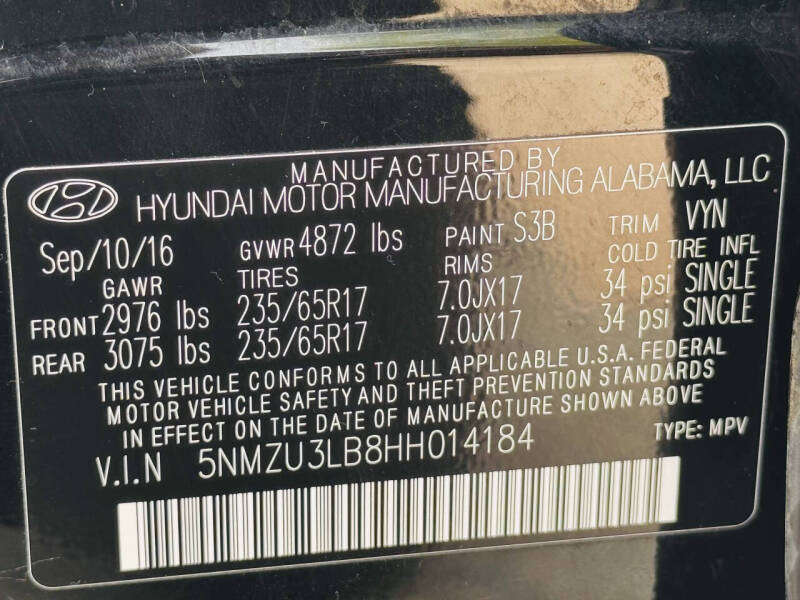 MANUFACTURED BY
HYUNDAI MOTOR MANUFACTURING ALABAMA, LLC
Sep/10/16 GVWR 4872 lbs PAINT S3B TRIM VYN
GAWR TIRES RIMS COLD TIRE INFL
FRONT 2976 lbs 235/65R17 7.0JX17 34 psi SINGLE
REAR 3075 lbs 235/65R17 7.0JX17 34 psi SINGLE
THIS VEHICLE CONFORMS TO ALL APPLICABLE U.S.A. FEDERAL
MOTOR VEHICLE SAFETY AND THEFT PREVENTION STANDARDS
IN EFFECT ON THE DATE OF MANUFACTURE SHOWN ABOVE
V.I.N 5NMZU3LB8HH014184 TYPE: MPV